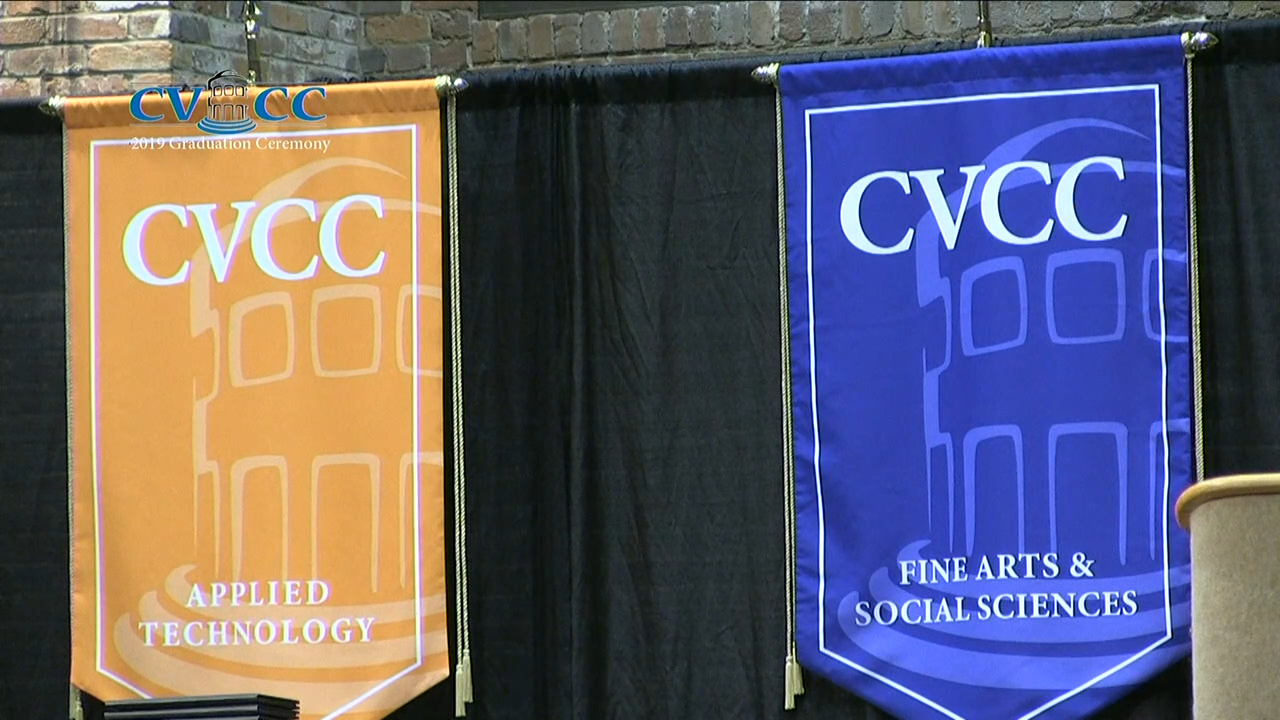 CVCC
2019 Graduation Ceremony
CVCC
APPLIED
TECHNOLOGY
CVCC
FINE ARTS &
SOCIAL SCIENCES